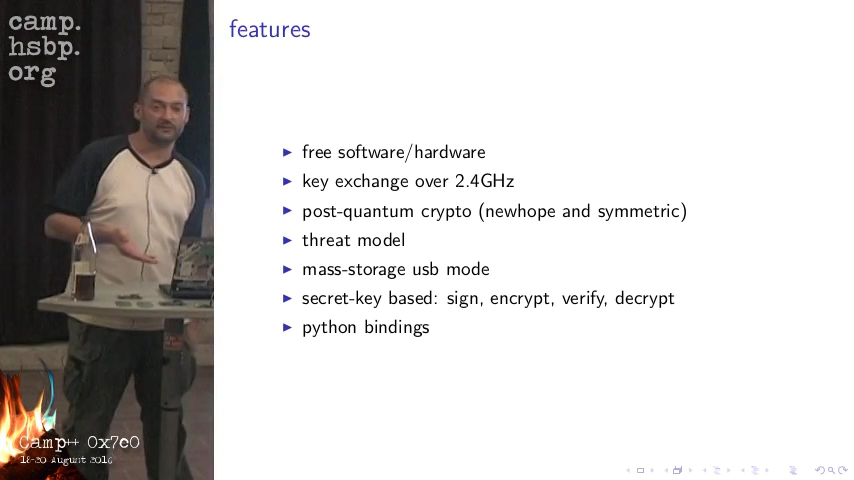 camp.
hsbp.
org
features
free software/hardware
key exchange over 2.4GHz
post-quantum crypto (newhope and symmetric)
threat model
mass-storage usb mode
secret-key based: sign, encrypt, verify, decrypt
python bindings
Camp++ 0x7e0
18-20 August 2016